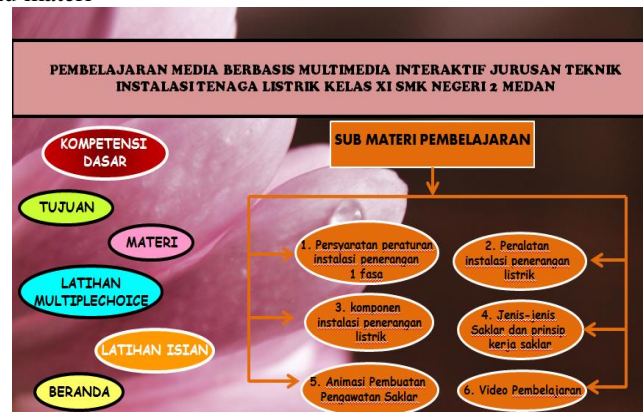 PEMBELAJARAN MEDIA BERBASIS MULTIMEDIA INTERAKTIF JURUSAN TEKNIK
INSTALASI TENAGA LISTRIK KELAS XI SMK NEGERI 2 MEDAN
KOMPETENSI
DASAR
TUJUAN
MATERI
LATIHAN
MULTIPLECHOICE
LATIHAN ISIAN
BERANDA
SUB MATERI PEMBELAJARAN
1. Persyaratan peraturan
instalasi penerangan
1 fasa
2. Peralatan
instalasi penerangan
listrik
3. komponen
instalasi penerangan
listrik
4. Jenis-jenis
Saklar dan prinsip
kerja saklar
5. Animasi Pembuatan
Pengawatan Saklar
6. Video Pembelajaran